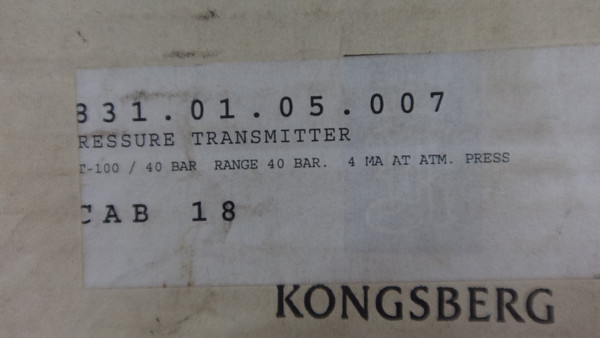 831.01.05.007
RESSURE TRANSMITTER
T-100 / 40 BAR RANGE 40 BAR. 4 MA AT ATM. PRESS
CAB 18
KONGSBERG